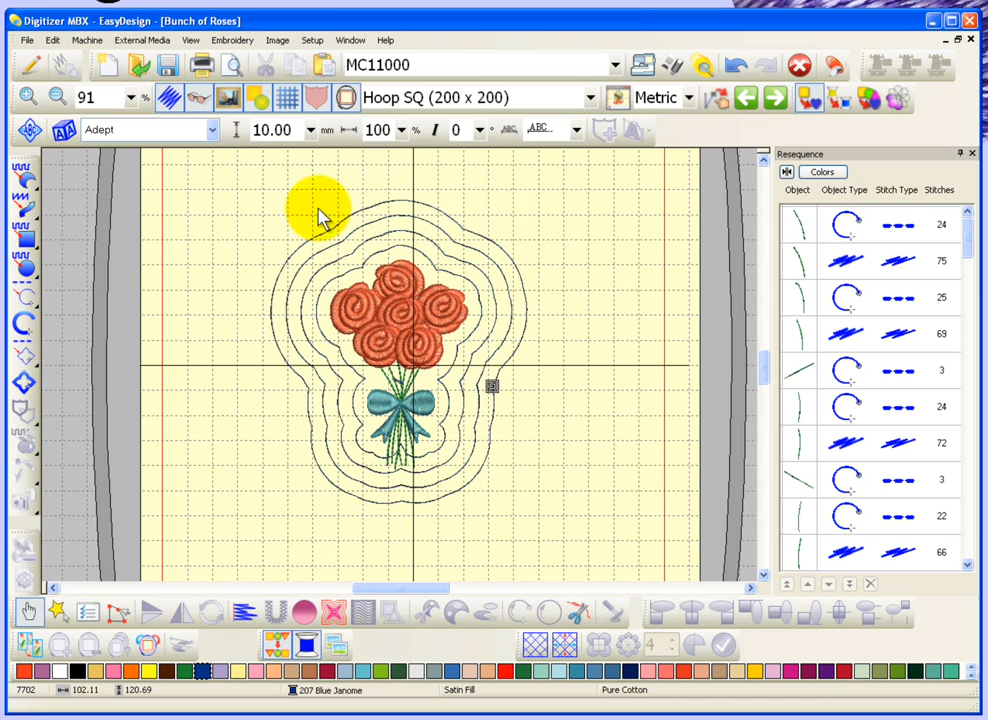 Digitizer MBX - EasyDesign - [Bunch of Roses]
File Edit Machine External Media View Embroidery Image Setup Window Help
MC11000
91 % Hoop SQ (200 x 200) Metric
Adept 10.00 mm 100 % I 0 ° ABC ABC...
Resequence
Colors
Object Object Type Stitch Type Stitches
24
75
25
69
3
24
72
3
22
66
4
7702 102.11 120.69 207 Blue Janome Satin Fill Pure Cotton